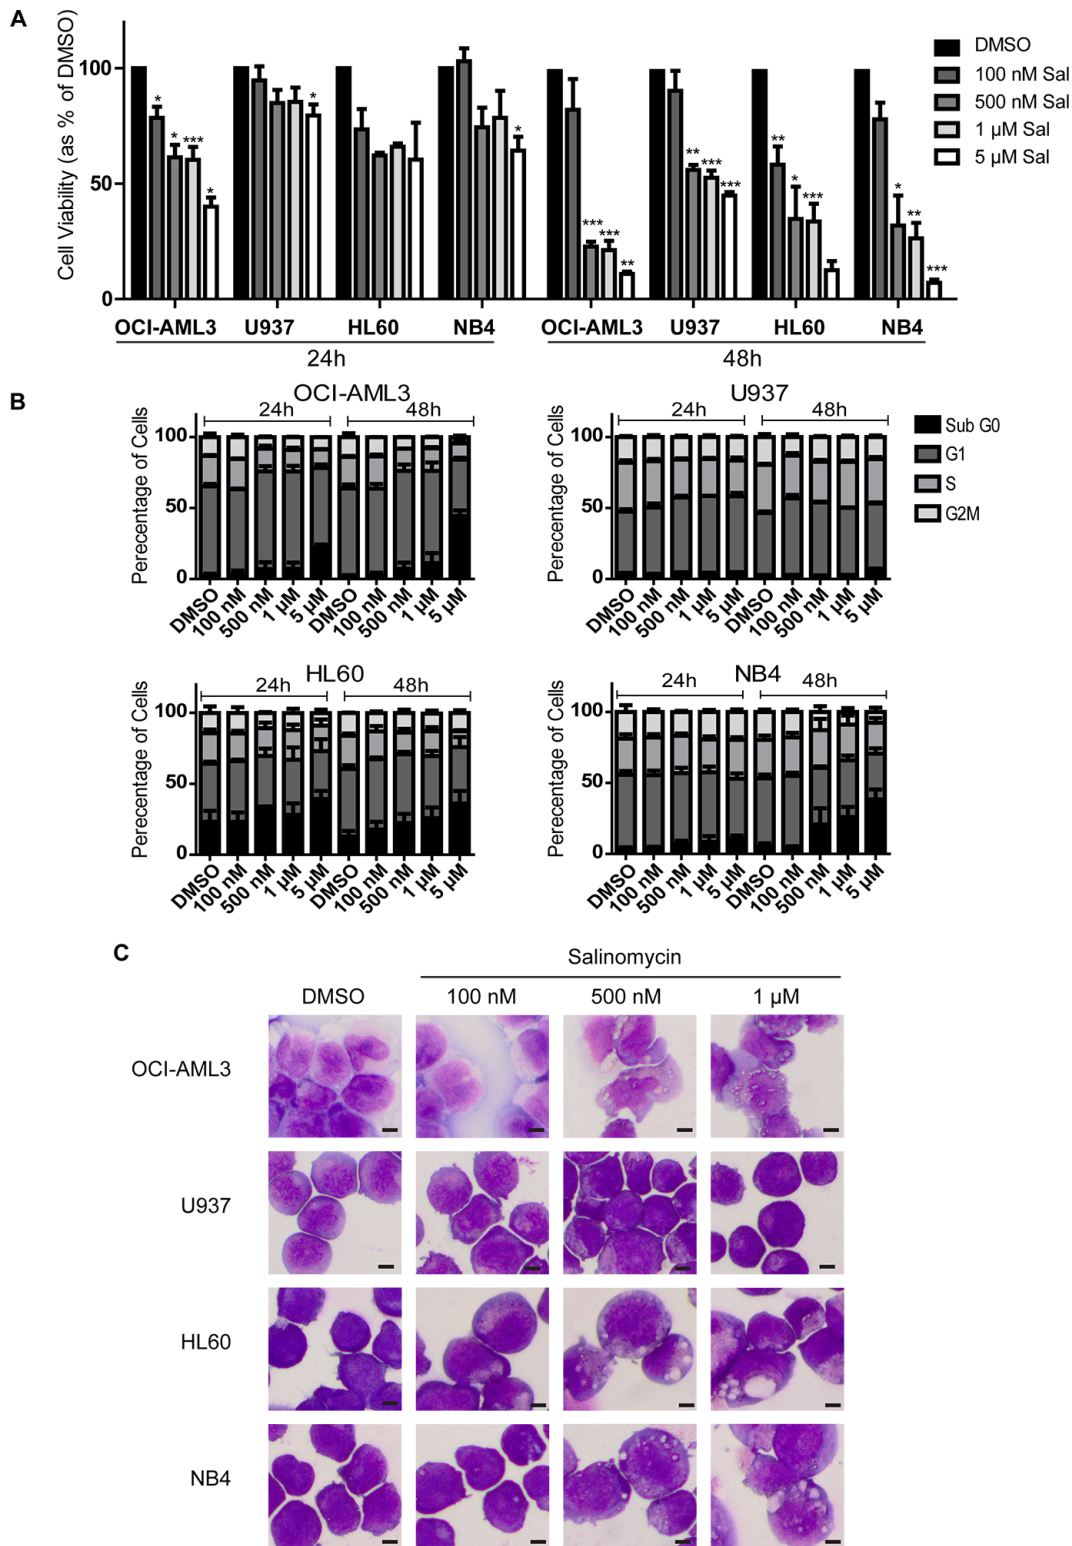 A
Cell Viability (as % of DMSO)
100
50
0
* * *** *
*
*
*** *** **
** *** ***
** * ***
* ** ***
DMSO
100 nM Sal
500 nM Sal
1 µM Sal
5 µM Sal
OCI-AML3 U937 HL60 NB4 OCI-AML3 U937 HL60 NB4
24h 48h
B
OCI-AML3
24h 48h
Perecentage of Cells
100
50
0
DMSO 100 nM 500 nM 1 µM 5 µM DMSO 100 nM 500 nM 1 µM 5 µM
U937
24h 48h
Perecentage of Cells
100
50
0
DMSO 100 nM 500 nM 1 µM 5 µM DMSO 100 nM 500 nM 1 µM 5 µM
Sub G0
G1
S
G2M
HL60
24h 48h
Perecentage of Cells
100
50
0
DMSO 100 nM 500 nM 1 µM 5 µM DMSO 100 nM 500 nM 1 µM 5 µM
NB4
24h 48h
Perecentage of Cells
100
50
0
DMSO 100 nM 500 nM 1 µM 5 µM DMSO 100 nM 500 nM 1 µM 5 µM
C
Salinomycin
DMSO 100 nM 500 nM 1 µM
OCI-AML3
U937
HL60
NB4